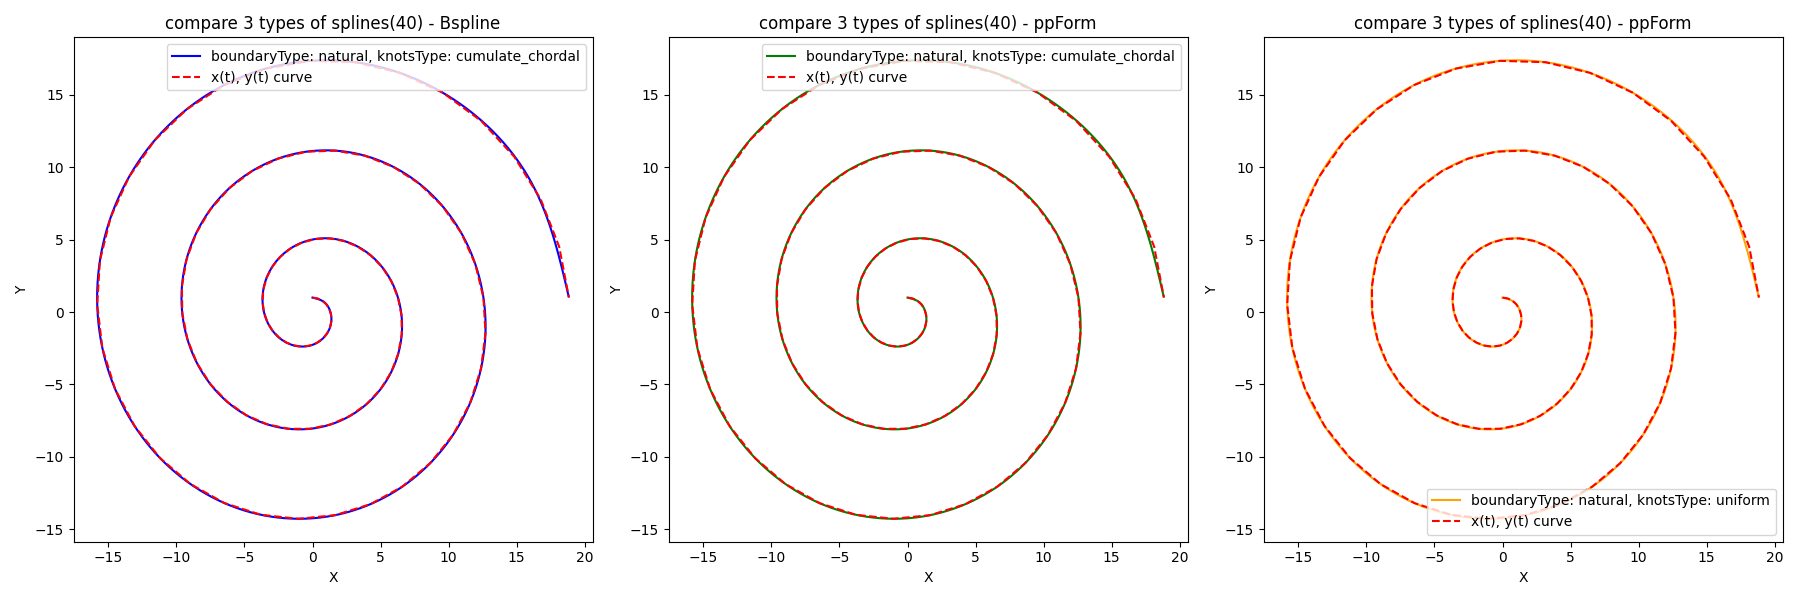 compare 3 types of splines(40) - Bspline
boundaryType: natural, knotsType: cumulate_chordal
x(t), y(t) curve
15
10
5
0
−5
−10
−15
Y
−15 −10 −5 0 5 10 15 20
X
compare 3 types of splines(40) - ppForm
boundaryType: natural, knotsType: cumulate_chordal
x(t), y(t) curve
15
10
5
0
−5
−10
−15
Y
−15 −10 −5 0 5 10 15 20
X
compare 3 types of splines(40) - ppForm
15
10
5
0
−5
−10
−15
Y
boundaryType: natural, knotsType: uniform
x(t), y(t) curve
−15 −10 −5 0 5 10 15 20
X